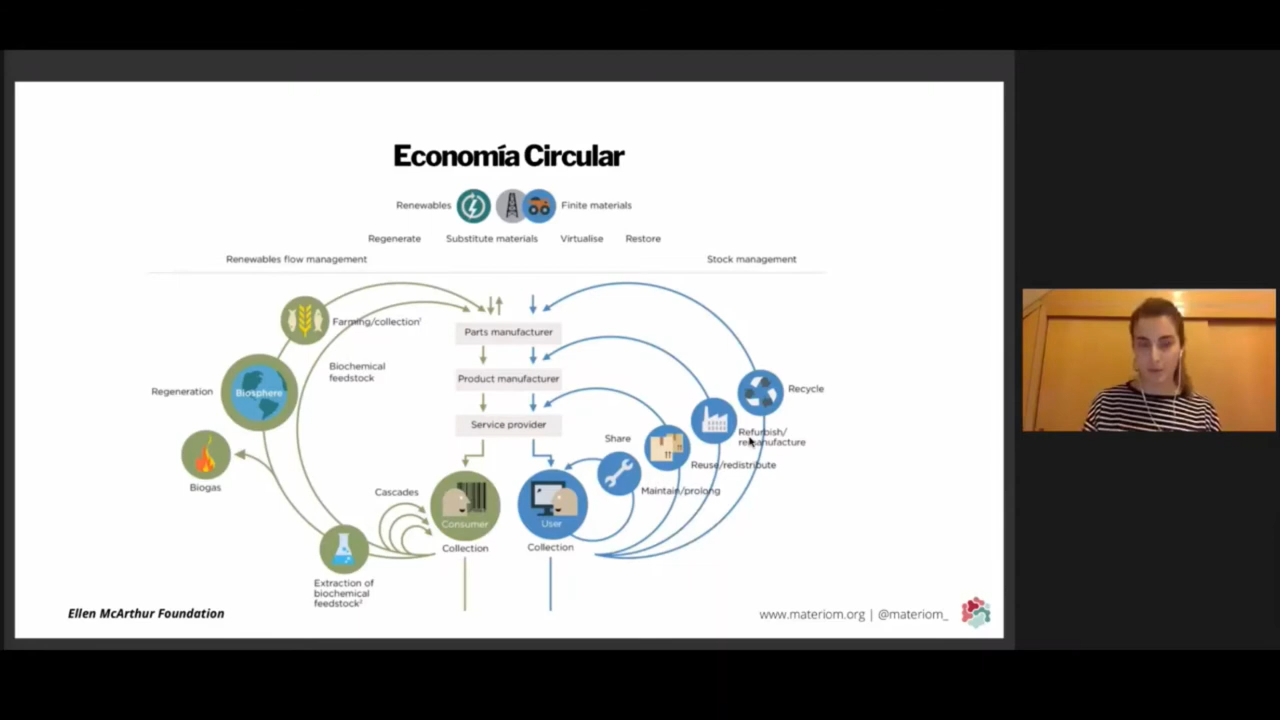 Economía Circular
Renewables
Finite materials
Regenerate
Substitute materials
Virtualise
Restore
Renewables flow management
Stock management
Farming/collection¹
Parts manufacturer
Biochemical
feedstock
Product manufacturer
Regeneration
Biosphere
Recycle
Service provider
Share
Refurbish/
remanufacture
Reuse/redistribute
Biogas
Cascades
Maintain/prolong
Consumer
User
Collection
Collection
Extraction of
biochemical
feedstock²
Ellen McArthur Foundation
www.materiom.org | @materiom_